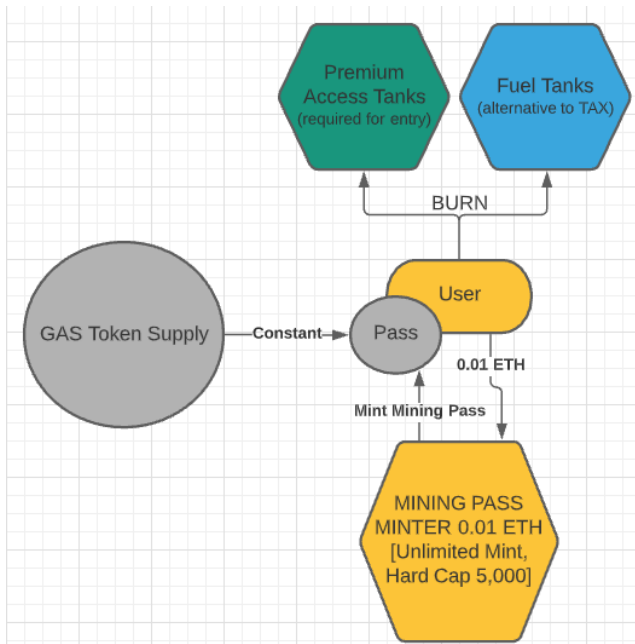 Premium
Access Tanks
(required for entry)
Fuel Tanks
(alternative to TAX)
BURN
User
GAS Token Supply
Constant
Pass
0.01 ETH
Mint Mining Pass
MINING PASS
MINTER 0.01 ETH
[Unlimited Mint,
Hard Cap 5,000]